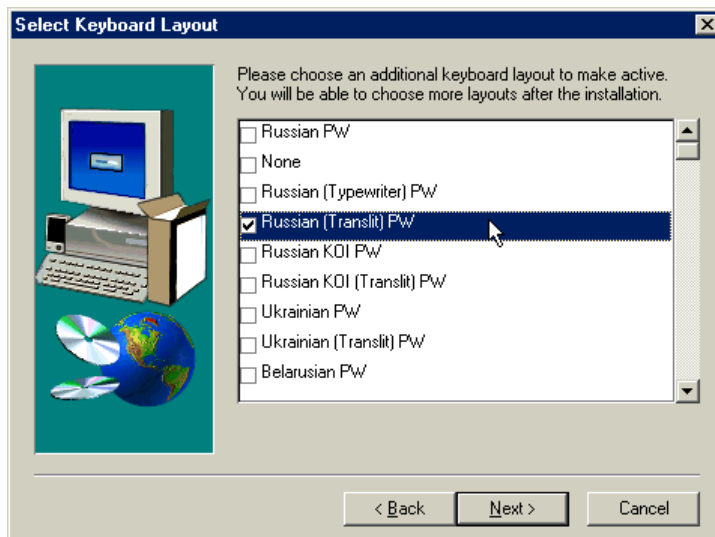 Select Keyboard Layout
Please choose an additional keyboard layout to make active.
You will be able to choose more layouts after the installation.
Russian PW
None
Russian (Typewriter) PW
Russian (Translit) PW
Russian KOI PW
Russian KOI (Translit) PW
Ukrainian PW
Ukrainian (Translit) PW
Belarusian PW
< Back
Next >
Cancel